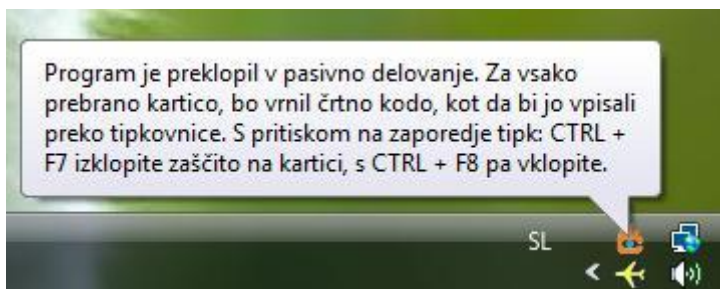 Program je preklopil v pasivno delovanje. Za vsako
prebrano kartico, bo vrnil črtno kodo, kot da bi jo vpisali
preko tipkovnice. S pritiskom na zaporedje tipk: CTRL +
F7 izklopite zaščito na kartici, s CTRL + F8 pa vklopite.
SL